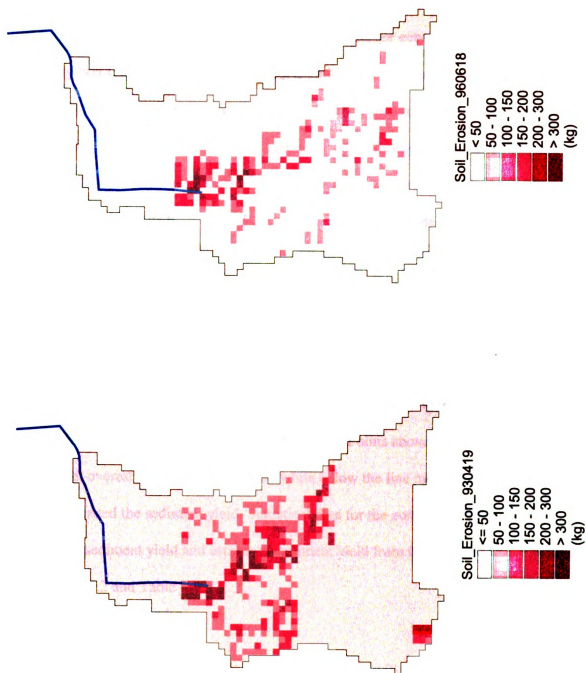 Soil_Erosion_960618
< 50
50 - 100
100 - 150
150 - 200
200 - 300
> 300
(kg)
Soil_Erosion_930419
<= 50
50 - 100
100 - 150
150 - 200
200 - 300
> 300
(kg)